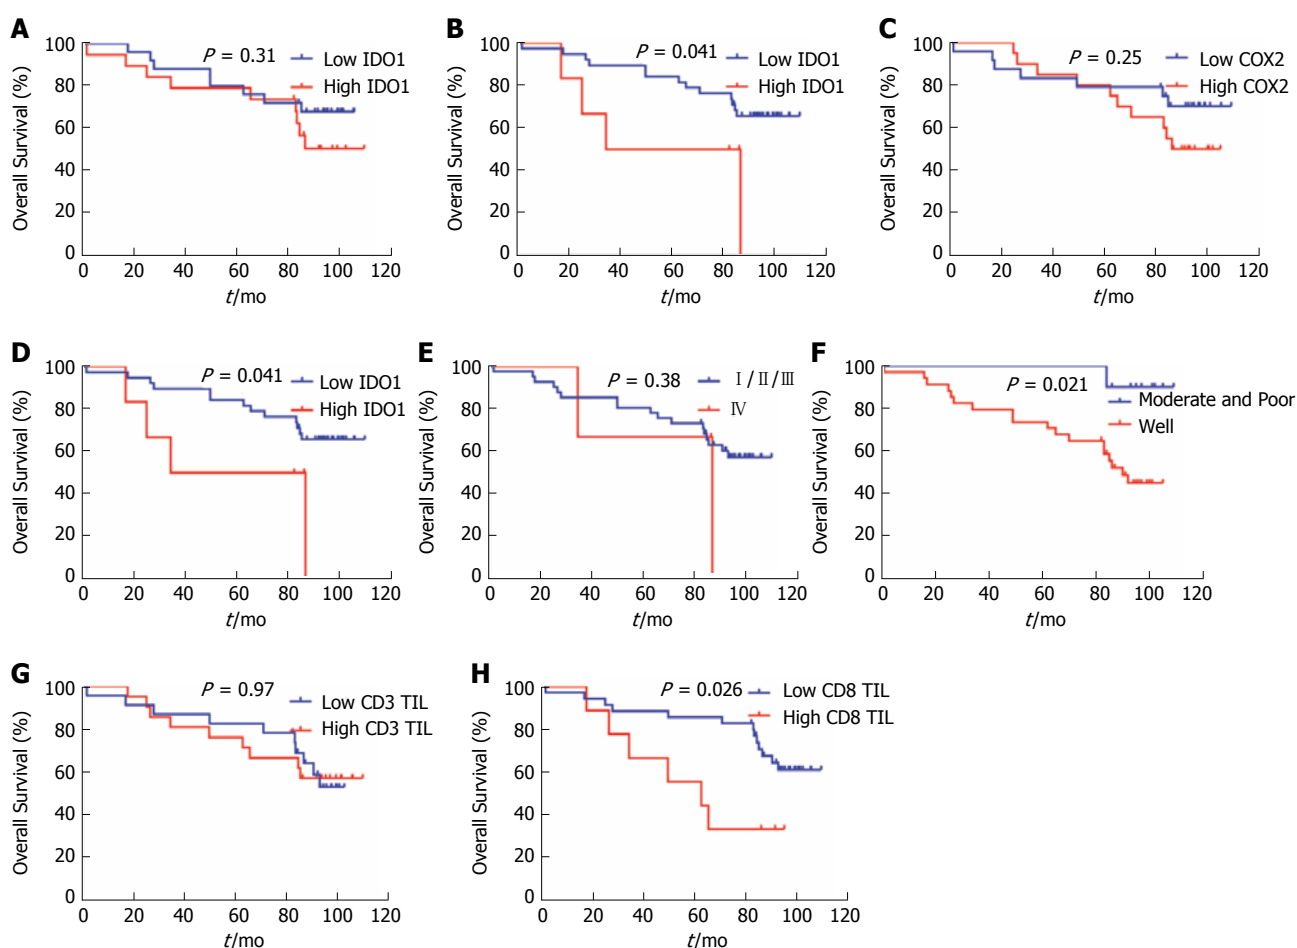 A
100
80
60
40
20
0
Overall Survival (%)
P = 0.31
Low IDO1
High IDO1
0 20 40 60 80 100 120
t/mo
B
100
80
60
40
20
0
Overall Survival (%)
P = 0.041
Low IDO1
High IDO1
0 20 40 60 80 100 120
t/mo
C
100
80
60
40
20
0
Overall Survival (%)
P = 0.25
Low COX2
High COX2
0 20 40 60 80 100 120
t/mo
D
100
80
60
40
20
0
Overall Survival (%)
P = 0.041
Low IDO1
High IDO1
0 20 40 60 80 100 120
t/mo
E
100
80
60
40
20
0
Overall Survival (%)
P = 0.38
Ⅰ/Ⅱ/Ⅲ
Ⅳ
0 20 40 60 80 100 120
t/mo
F
100
80
60
40
20
0
Overall Survival (%)
P = 0.021
Moderate and Poor
Well
0 20 40 60 80 100 120
t/mo
G
100
80
60
40
20
0
Overall Survival (%)
P = 0.97
Low CD3 TIL
High CD3 TIL
0 20 40 60 80 100 120
t/mo
H
100
80
60
40
20
0
Overall Survival (%)
P = 0.026
Low CD8 TIL
High CD8 TIL
0 20 40 60 80 100 120
t/mo